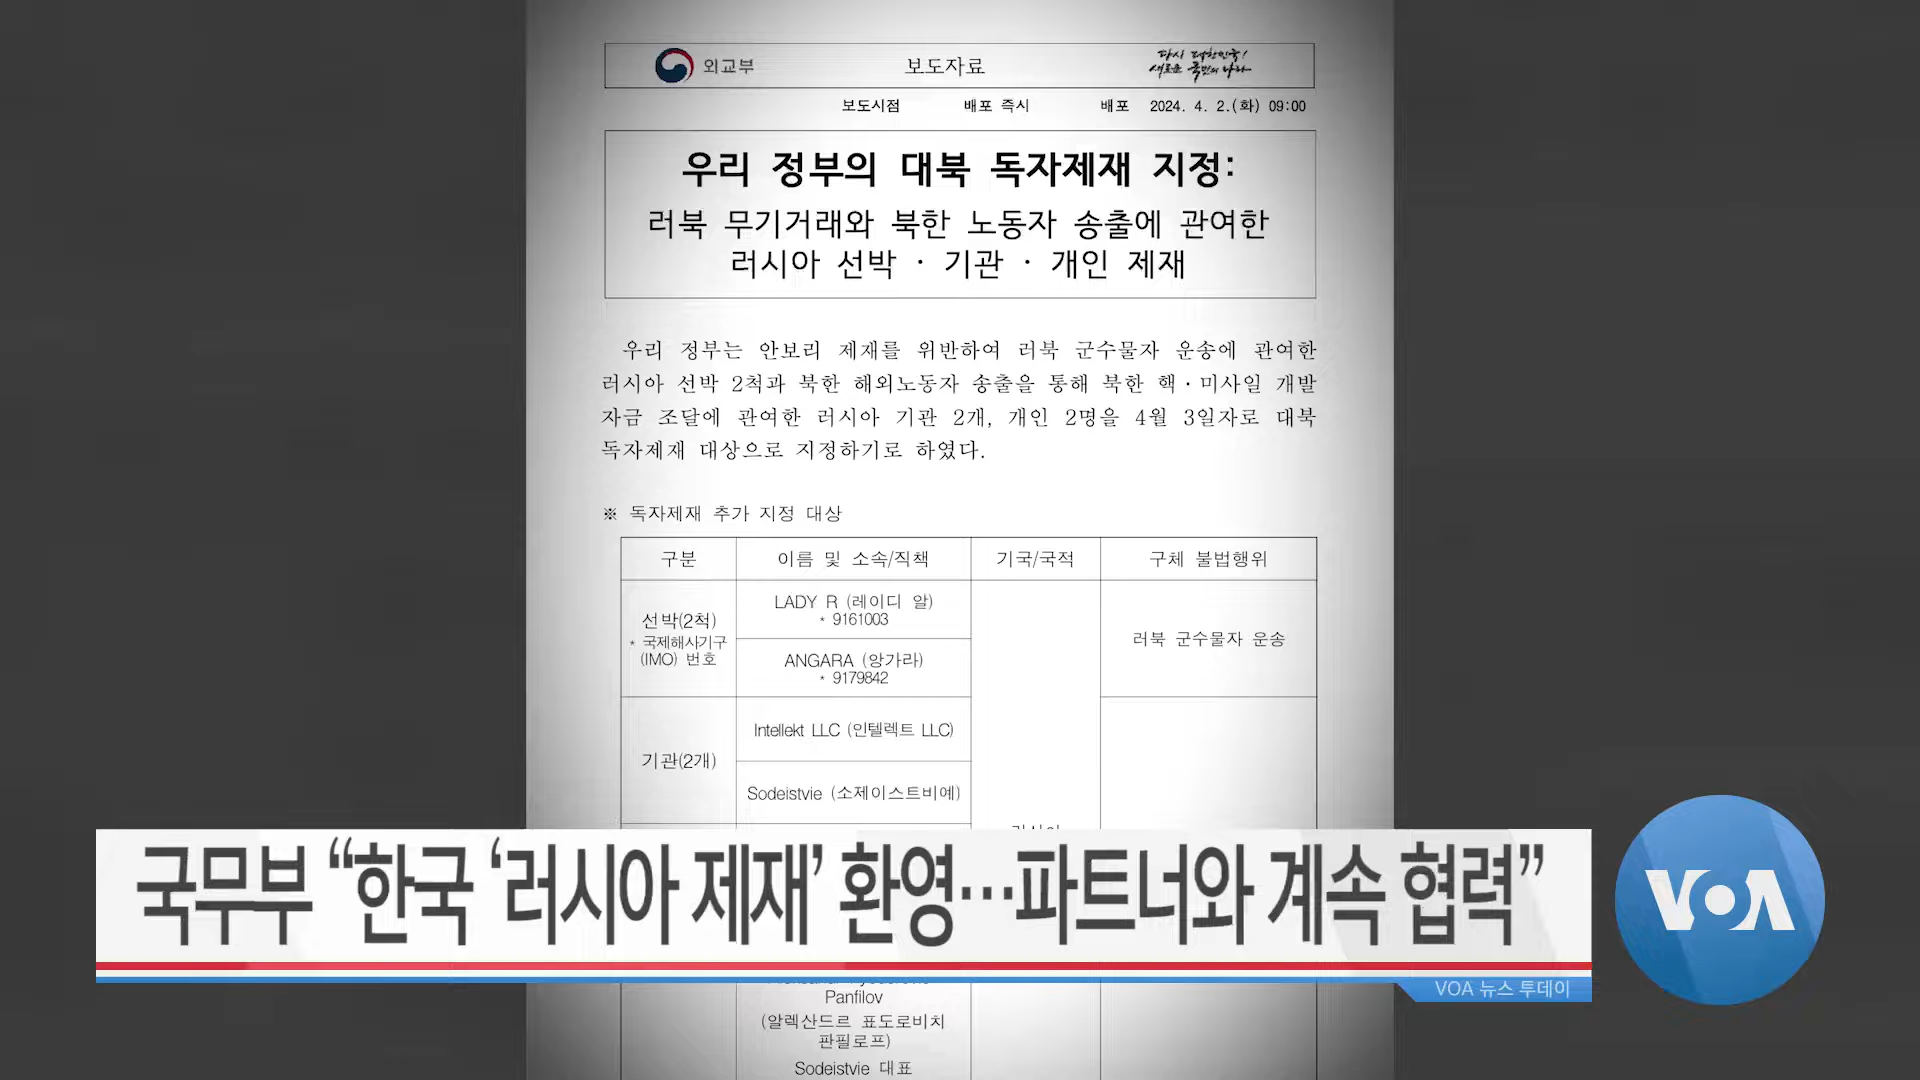 외교부
보도자료
다시 대한민국!
새로운 국민의 나라
보도시점 배포 즉시 배포 2024. 4. 2.(화) 09:00
우리 정부의 대북 독자제재 지정:
러북 무기거래와 북한 노동자 송출에 관여한
러시아 선박 · 기관 · 개인 제재
우리 정부는 안보리 제재를 위반하여 러북 군수물자 운송에 관여한
러시아 선박 2척과 북한 해외노동자 송출을 통해 북한 핵·미사일 개발
자금 조달에 관여한 러시아 기관 2개, 개인 2명을 4월 3일자로 대북
독자제재 대상으로 지정하기로 하였다.
※ 독자제재 추가 지정 대상
구분 이름 및 소속/직책 기국/국적 구체 불법행위
선박(2척)
* 국제해사기구
(IMO) 번호
LADY R (레이디 알)
* 9161003
ANGARA (앙가라)
* 9179842
러북 군수물자 운송
기관(2개)
Intellekt LLC (인텔렉트 LLC)
Sodeistvie (소제이스트비예)
국무부 “한국 ‘러시아 제재’ 환영…파트너와 계속 협력”
VOA
VOA 뉴스 투데이
Panfilov
(알렉산드르 표도로비치
판필로프)
Sodeistvie 대표